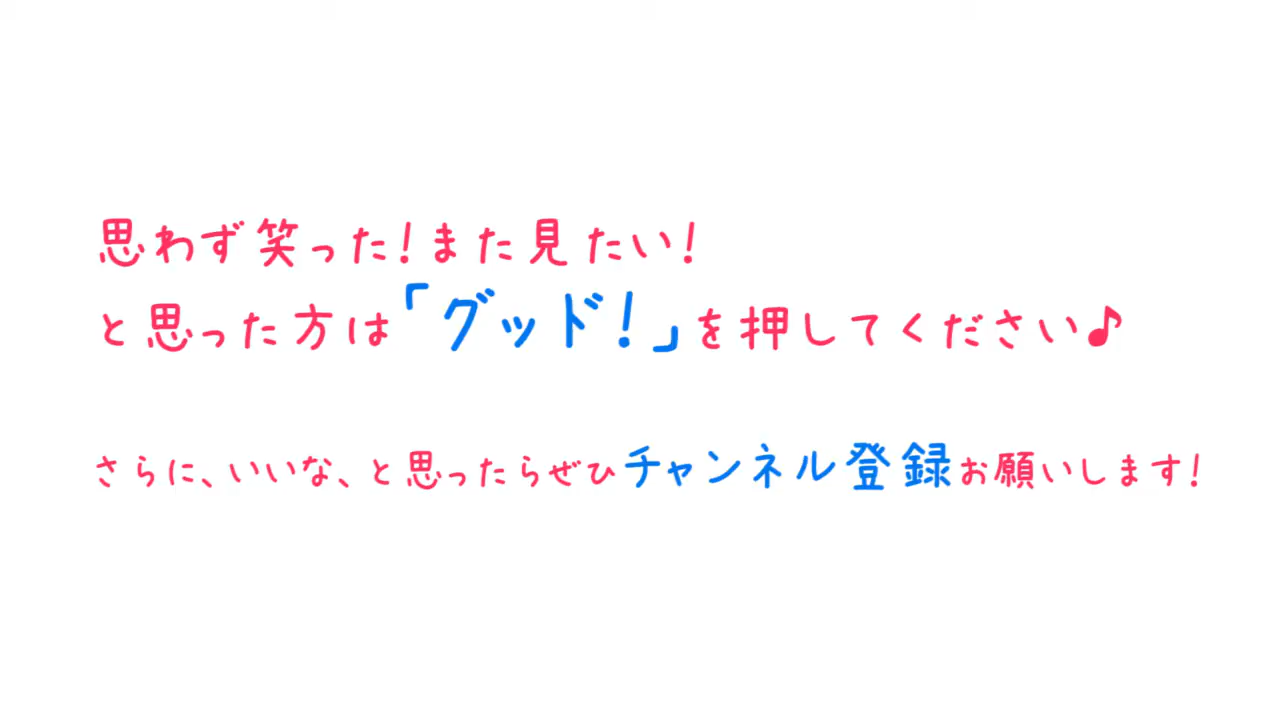 思わず笑った!また見たい!
と思った方は「グッド!」を押してください♪
さらに、いいな、と思ったらぜひチャンネル登録お願いします!